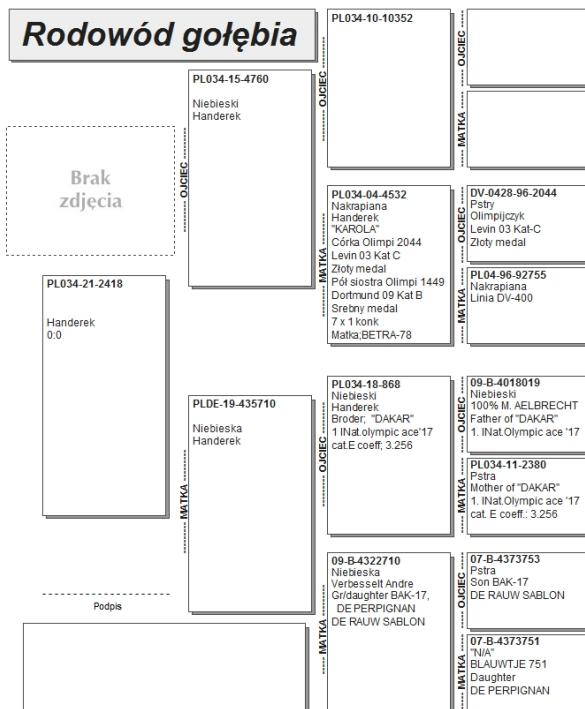 Rodowód gołębia
Brak
zdjęcia
PL034-21-2418
Handerek
0:0
Podpis
OJCIEC
PL034-15-4760
Niebieski
Handerek
MATKA
PLDE-19-435710
Niebieska
Handerek
OJCIEC
PL034-10-10352
MATKA
PL034-04-4532
Nakrapiana
Handerek
"KAROLA"
Córka Olimpi 2044
Levin 03 Kat C
Złoty medal
Pół siostra Olimpi 1449
Dortmund 09 Kat B
Srebny medal
7 x 1 konk
Matka;BETRA-78
OJCIEC
PL034-18-868
Niebieski
Handerek
Broder; "DAKAR"
1 INat.olympic ace'17
cat.E coeff; 3.256
MATKA
09-B-4322710
Niebieska
Verbesselt Andre
Gr/daughter BAK-17,
DE PERPIGNAN
DE RAUW SABLON
OJCIEC
MATKA
OJCIEC
DV-0428-96-2044
Pstry
Olimpijczyk
Levin 03 Kat-C
Złoty medal
MATKA
PL04-96-92755
Nakrapiana
Linia DV-400
OJCIEC
09-B-4018019
Niebieski
100% M. AELBRECHT
Father of "DAKAR"
1. INat.Olympic ace '17
MATKA
PL034-11-2380
Pstra
Mother of "DAKAR"
1. INat.Olympic ace '17
cat. E coeff.: 3.256
OJCIEC
07-B-4373753
Pstra
Son BAK-17
DE RAUW SABLON
MATKA
07-B-4373751
"N/A"
BLAUWTJE 751
Daughter
DE PERPIGNAN